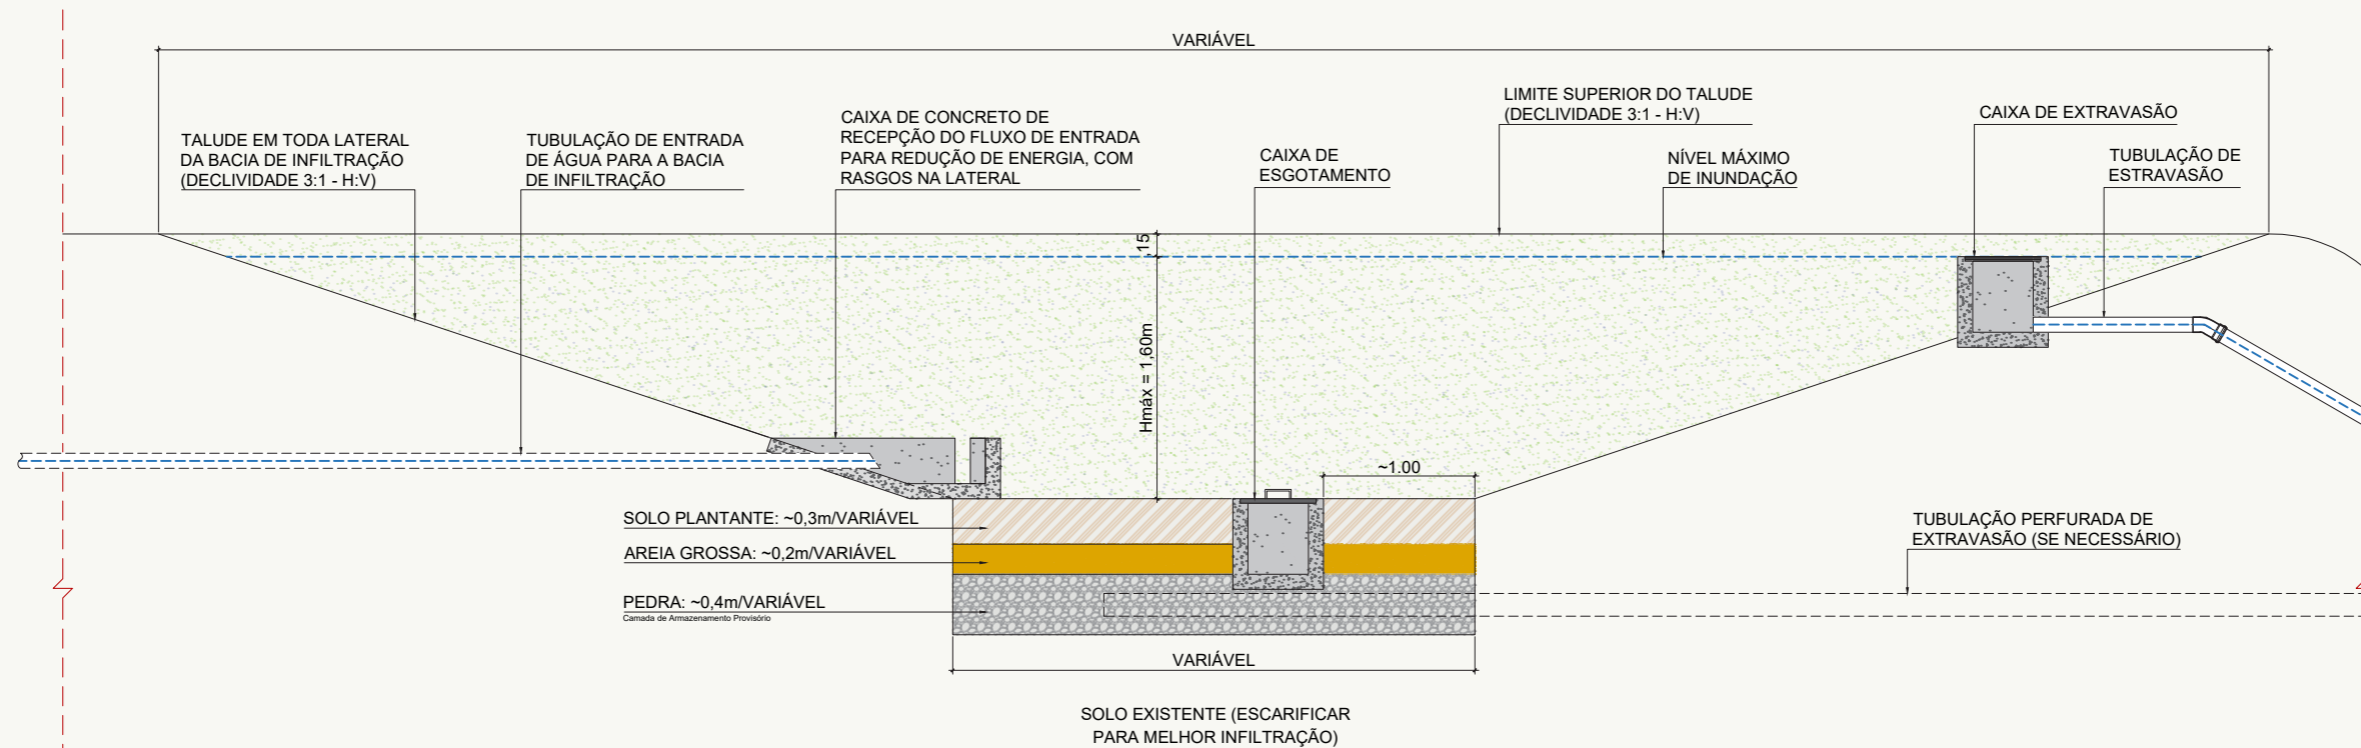 VARIÁVEL
TALUDE EM TODA LATERAL
DA BACIA DE INFILTRAÇÃO
(DECLIVIDADE 3:1 - H:V)
TUBULAÇÃO DE ENTRADA
DE ÁGUA PARA A BACIA
DE INFILTRAÇÃO
CAIXA DE CONCRETO DE
RECEPÇÃO DO FLUXO DE ENTRADA
PARA REDUÇÃO DE ENERGIA, COM
RASGOS NA LATERAL
CAIXA DE
ESGOTAMENTO
LIMITE SUPERIOR DO TALUDE
(DECLIVIDADE 3:1 - H:V)
NÍVEL MÁXIMO
DE INUNDAÇÃO
CAIXA DE EXTRAVASÃO
TUBULAÇÃO DE
ESTRAVASÃO
,15
Hmáx = 1,60m
~1.00
SOLO PLANTANTE: ~0,3m/VARIÁVEL
AREIA GROSSA: ~0,2m/VARIÁVEL
PEDRA: ~0,4m/VARIÁVEL
Camada de Armazenamento Provisório
TUBULAÇÃO PERFURADA DE
EXTRAVASÃO (SE NECESSÁRIO)
VARIÁVEL
SOLO EXISTENTE (ESCARIFICAR
PARA MELHOR INFILTRAÇÃO)